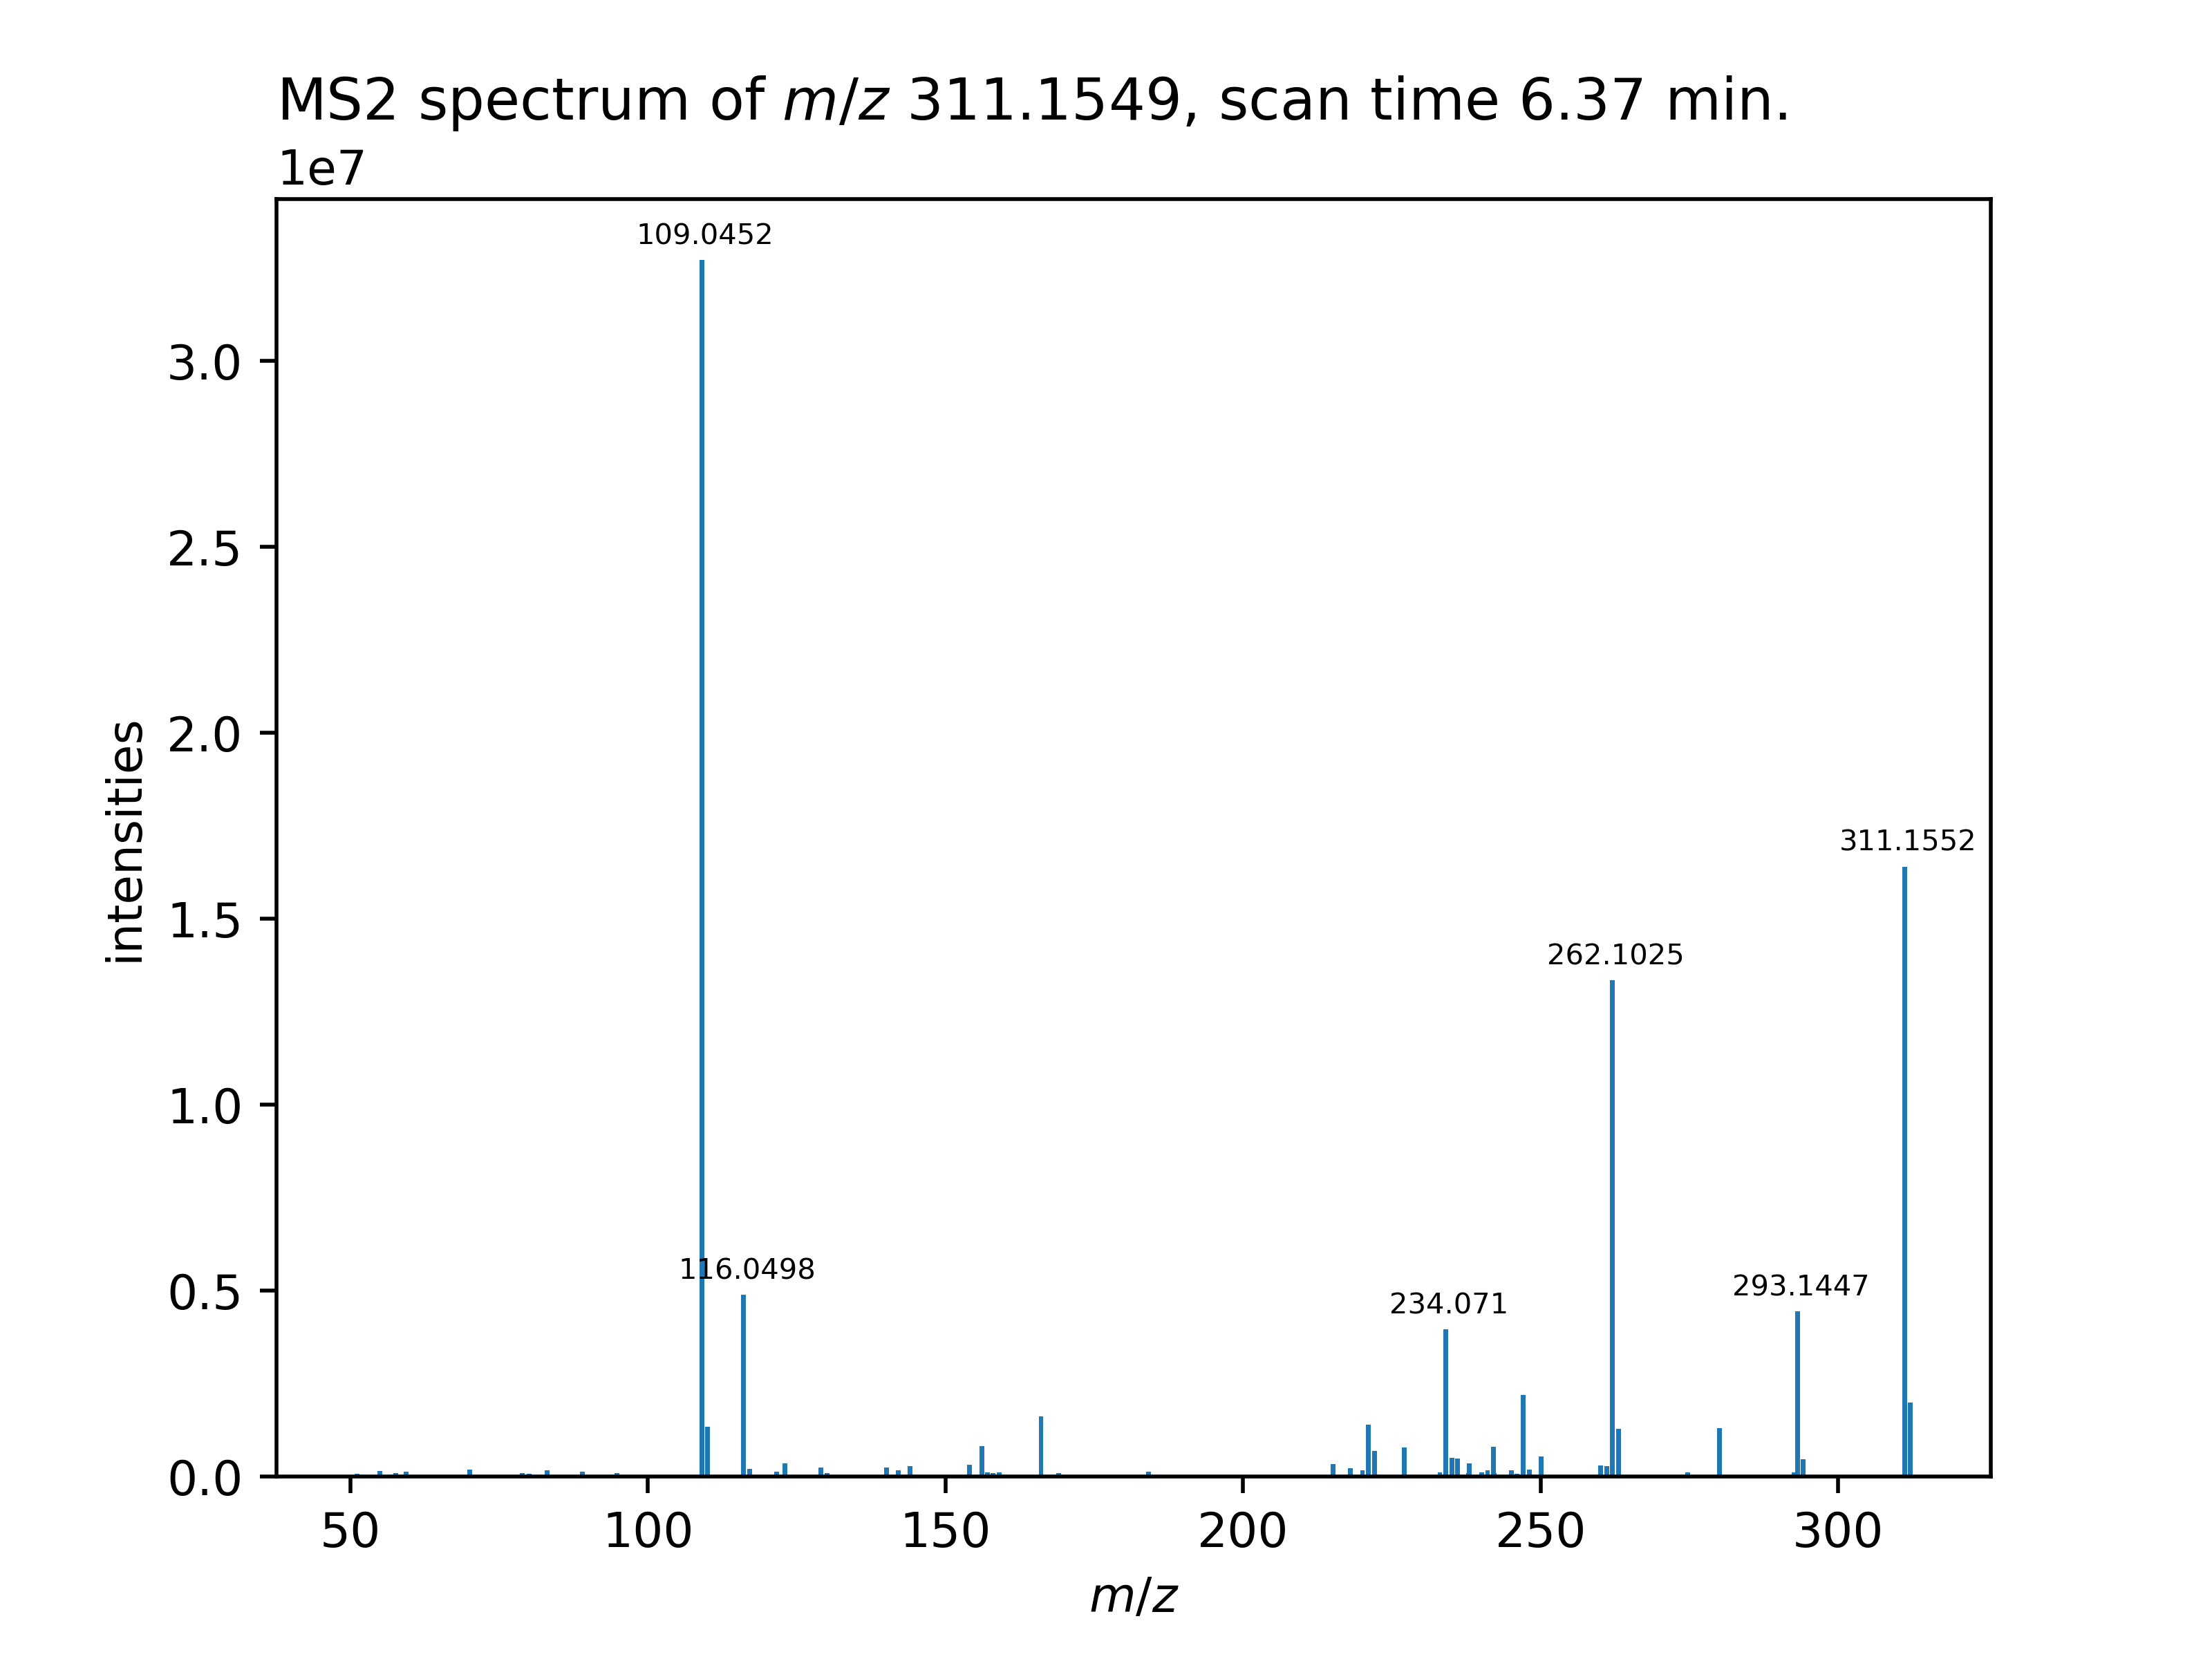 MS2 spectrum of m/z 311.1549, scan time 6.37 min.
1e7
109.0452
3.0
2.5
2.0
311.1552
1.5
262.1025
1.0
116.0498
293.1447
234.071
0.5
0.0
50 100 150 200 250 300
m/z
intensities